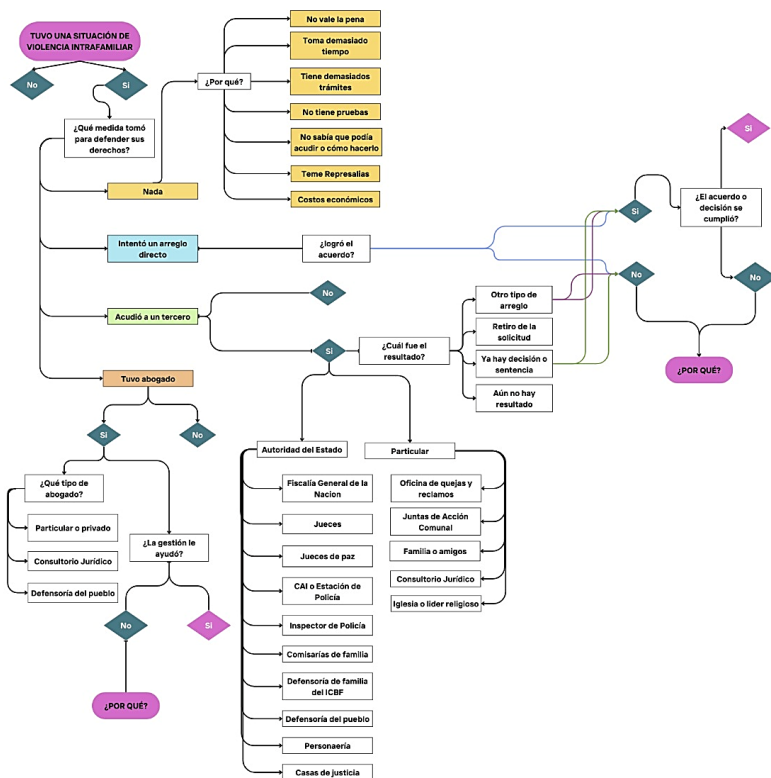 TUVO UNA SITUACIÓN DE
VIOLENCIA INTRAFAMILIAR
No
Si
¿Qué medida tomó
para defender sus
derechos?
Nada
¿Por qué?
No vale la pena
Toma demasiado
tiempo
Tiene demasiados
trámites
No tiene pruebas
No sabía que podía
acudir o cómo hacerlo
Teme Represalias
Costos económicos
Intentó un arreglo
directo
¿logró el
acuerdo?
Si
No
¿El acuerdo o
decisión se
cumplió?
Si
No
¿POR QUÉ?
Acudió a un tercero
No
Si
¿Cuál fue el
resultado?
Otro tipo de
arreglo
Retiro de la
solicitud
Ya hay decisión o
sentencia
Aún no hay
resultado
Autoridad del Estado
Fiscalía General de la
Nacion
Jueces
Jueces de paz
CAI o Estación de
Policía
Inspector de Policía
Comisarías de familia
Defensoría de familia
del ICBF
Defensoría del pueblo
Personaería
Casas de justicia
Particular
Oficina de quejas y
reclamos
Juntas de Acción
Comunal
Familia o amigos
Consultorio Jurídico
Iglesia o lider religioso
Tuvo abogado
Si
No
¿Qué tipo de
abogado?
Particular o privado
Consultorio Jurídico
Defensoría del pueblo
¿La gestión le
ayudó?
No
Si
¿POR QUÉ?